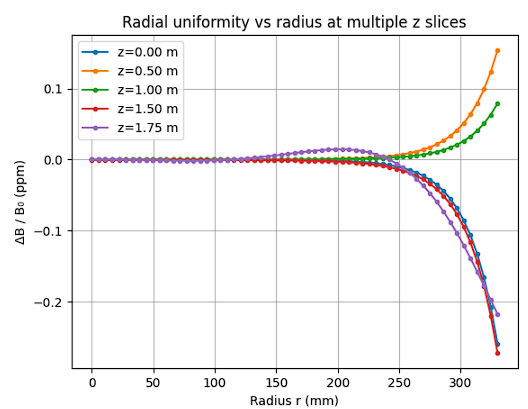 Radial uniformity vs radius at multiple z slices
z=0.00 m
z=0.50 m
z=1.00 m
z=1.50 m
z=1.75 m
0.1
0.0
−0.1
−0.2
ΔB / B₀ (ppm)
0 50 100 150 200 250 300
Radius r (mm)